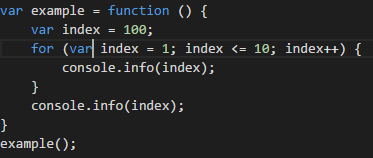 var example = function () {
    var index = 100;
    for (var index = 1; index <= 10; index++) {
        console.info(index);
    }
    console.info(index);
}
example();